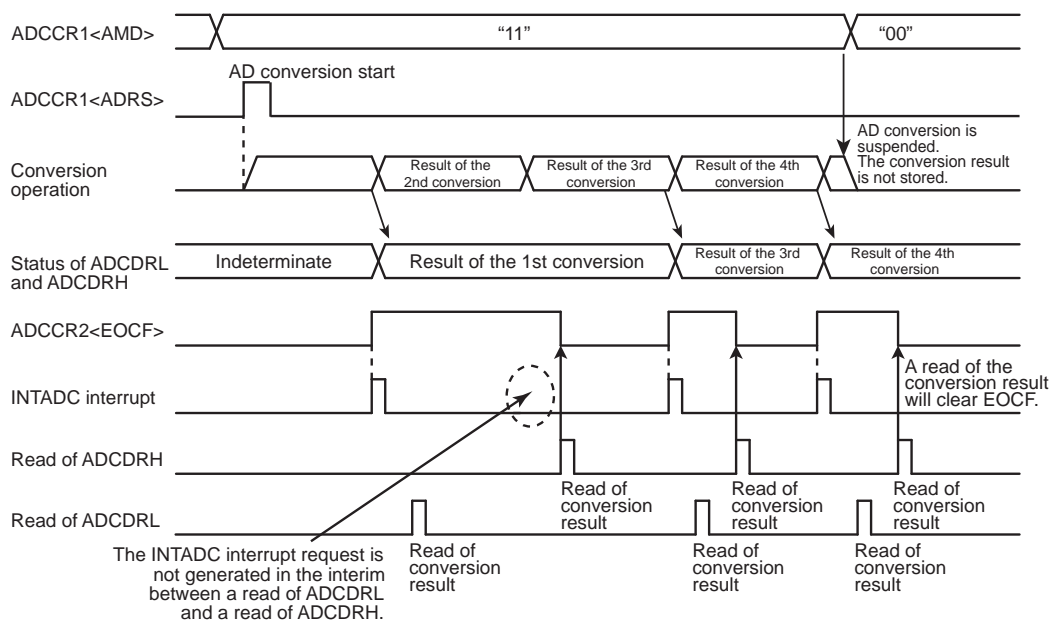 ADCCR1<AMD>
“11”
“00”
AD conversion start
ADCCR1<ADRS>
AD conversion is
suspended.
The conversion result
is not stored.
Conversion
operation
Result of the
2nd conversion
Result of the 3rd
conversion
Result of the 4th
conversion
Status of ADCDRL
and ADCDRH
Indeterminate
Result of the 1st conversion
Result of the 3rd
conversion
Result of the 4th
conversion
ADCCR2<EOCF>
A read of the
conversion result
will clear EOCF.
INTADC interrupt
Read of ADCDRH
Read of
conversion
result
Read of
conversion
result
Read of
conversion
result
Read of ADCDRL
Read of
conversion
result
Read of
conversion
result
Read of
conversion
result
The INTADC interrupt request is
not generated in the interim
between a read of ADCDRL
and a read of ADCDRH.